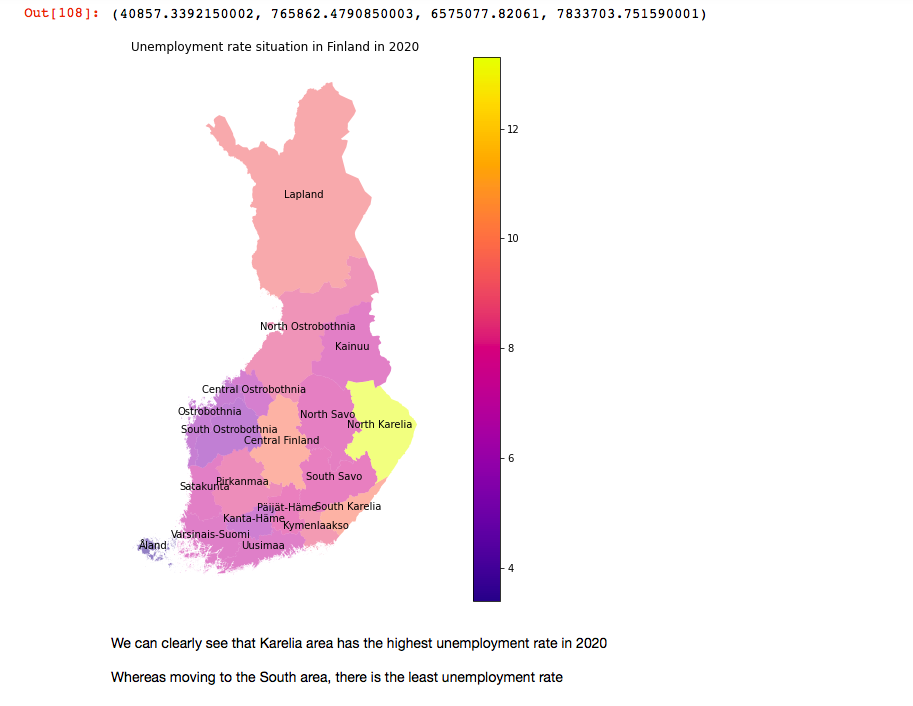 Out[108]: (40857.3392150002, 765862.4790850003, 6575077.82061, 7833703.751590001)
Unemployment rate situation in Finland in 2020
12
Lapland
10
North Ostrobothnia
Kainuu
8
Central Ostrobothnia
Ostrobothnia
North Savo
North Karelia
South Ostrobothnia
Central Finland
6
South Savo
Pirkanmaa
Satakunta
Päijät-Häme
South Karelia
Kanta-Häme
Kymenlaakso
Varsinais-Suomi
Åland
Uusimaa
4
We can clearly see that Karelia area has the highest unemployment rate in 2020
Whereas moving to the South area, there is the least unemployment rate